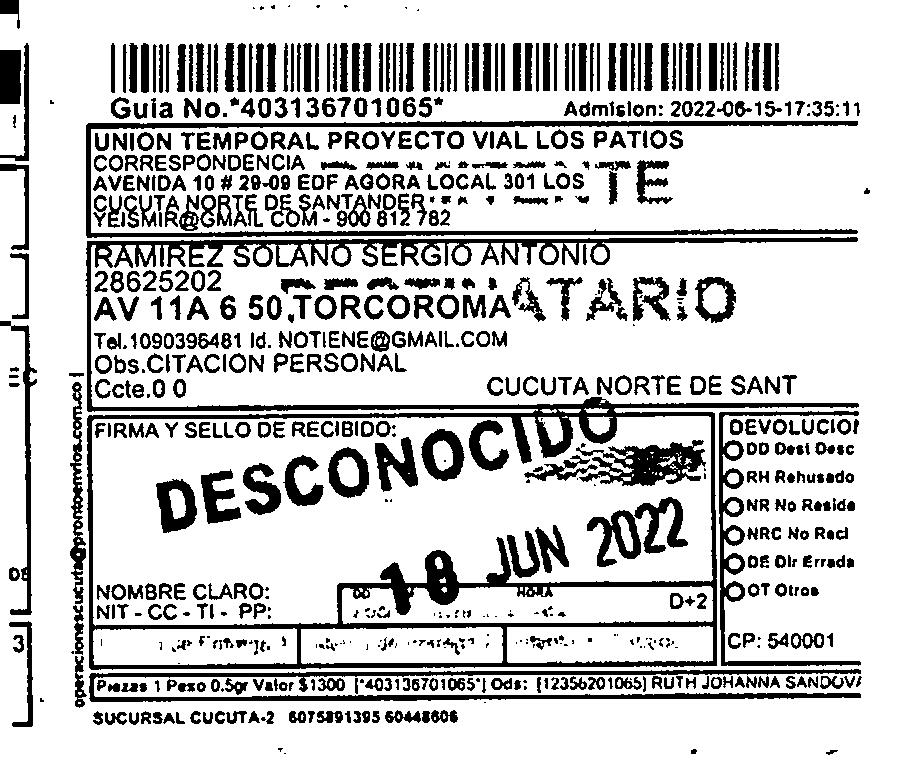 Guia No.*403136701065*
Admision: 2022-06-15-17:35:11
UNION TEMPORAL PROYECTO VIAL LOS PATIOS
CORRESPONDENCIA
AVENIDA 10 # 29-09 EDF AGORA LOCAL 301 LOS
CUCUTA NORTE DE SANTANDER
YEISMIR@GMAIL COM - 900 812 782
RAMIREZ SOLANO SERGIO ANTONIO
28625202
AV 11A 6 50,TORCOROMA
ATARIO
Tel.1090396481 Id. NOTIENE@GMAIL.COM
Obs.CITACION PERSONAL
Ccte.0 0
CUCUTA NORTE DE SANT
operacionescucuta@prontoenvios.com.co
FIRMA Y SELLO DE RECIBIDO:
DESCONOCIDO
18 JUN 2022
NOMBRE CLARO:
NIT - CC - TI - PP:
DD
HORA
D+2
DEVOLUCION
DD Dest Desc
RH Rehusado
NR No Reside
NRC No Recl
DE Dir Errada
OT Otros
CP: 540001
Piezas 1 Peso 0.5gr Valor $1300 [*403136701065*] Ods: [12356201065] RUTH JOHANNA SANDOVA
SUCURSAL CUCUTA-2 6075891395 60448606